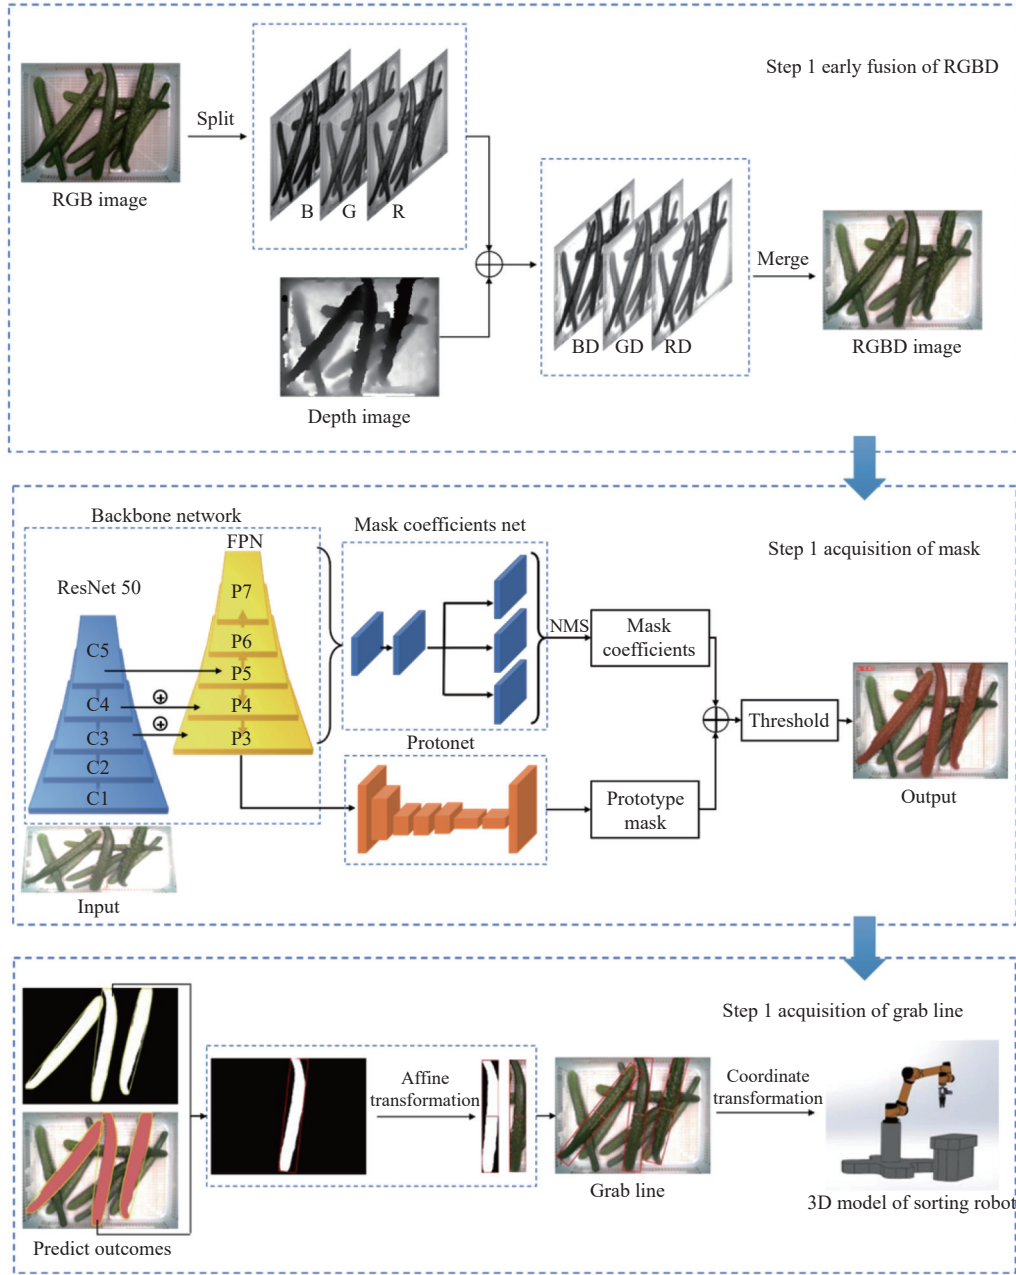 Step 1 early fusion of RGBD
Split
RGB image
B
G
R
Merge
BD
GD
RD
RGBD image
Depth image
Backbone network
Mask coefficients net
Step 1 acquisition of mask
FPN
ResNet 50
P7
P6
P5
P4
P3
C5
C4
C3
C2
C1
NMS
Mask
coefficients
Threshold
Protonet
Prototype
mask
Output
Input
Step 1 acquisition of grab line
Affine
transformation
Coordinate
transformation
Grab line
3D model of sorting robot
Predict outcomes